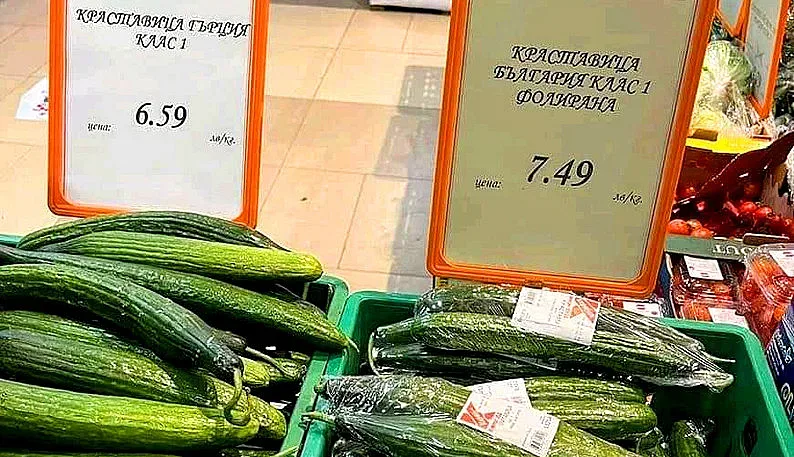 КРАСТАВИЦА ГЪРЦИЯ
КЛАС 1
цена: 6.59 лв/кг.
КРАСТАВИЦА
БЪЛГАРИЯ КЛАС 1
ФОЛИРАНА
цена: 7.49 лв/кг.